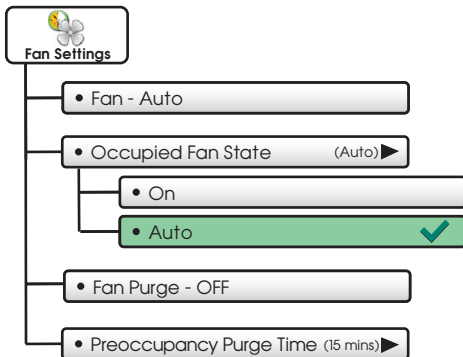 Fan Settings
• Fan - Auto
• Occupied Fan State (Auto)
• On
• Auto
• Fan Purge - OFF
• Preoccupancy Purge Time (15 mins)